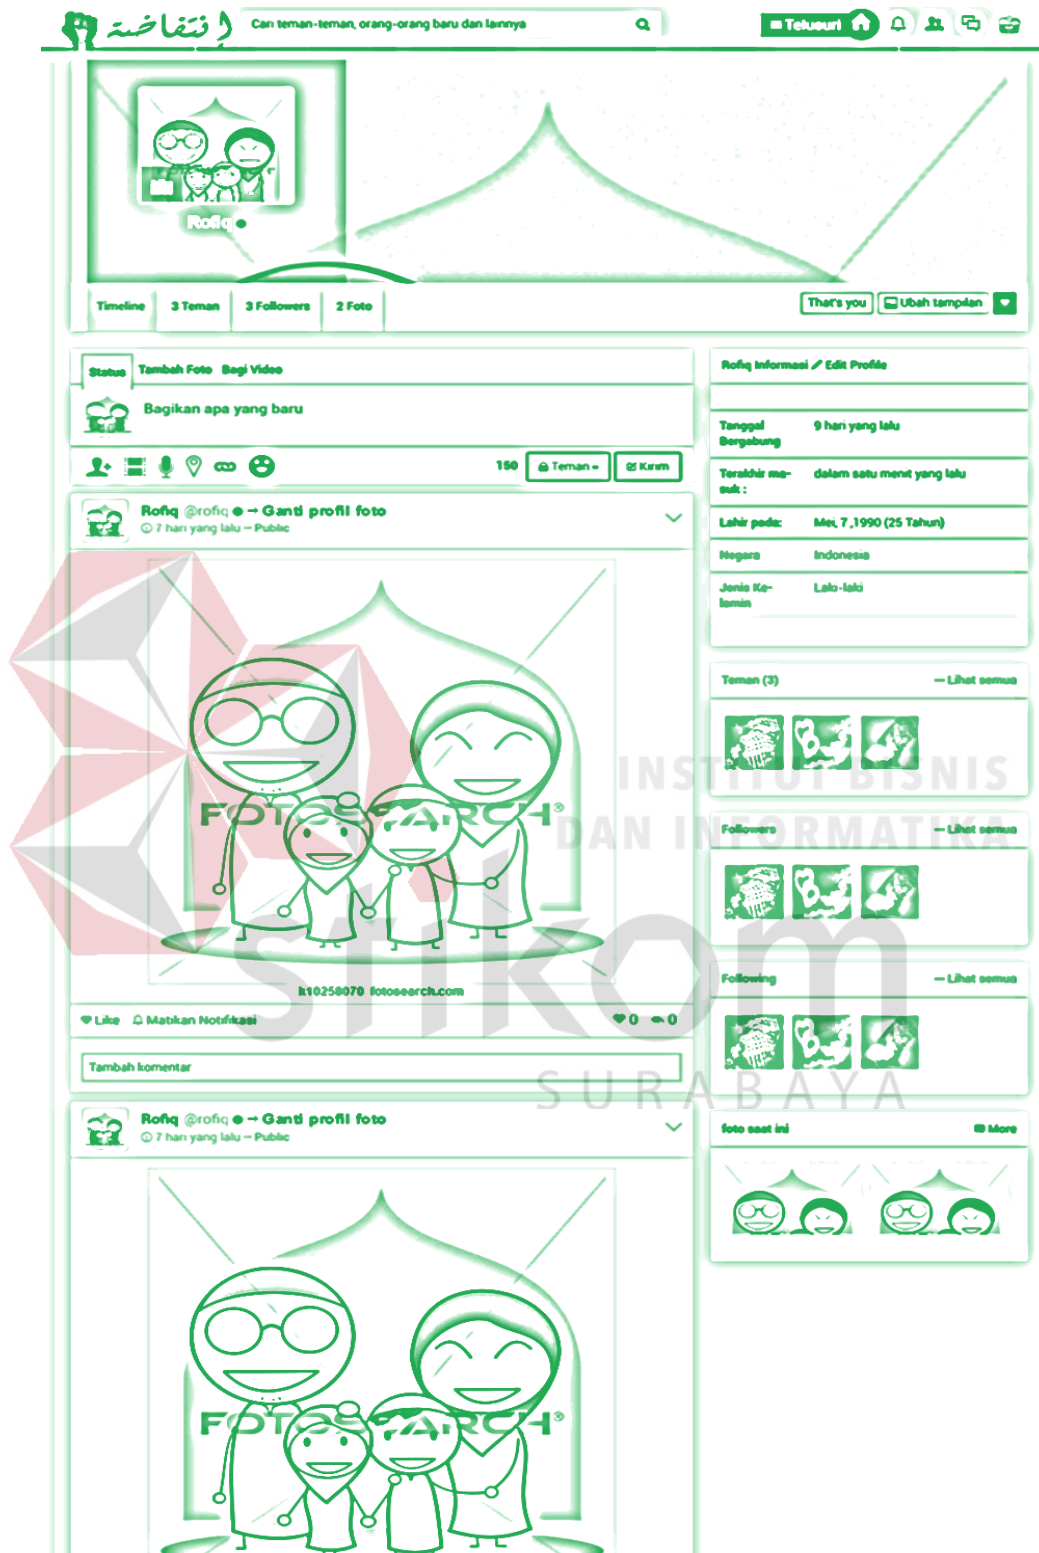 إنتفاضة
Cari teman-teman, orang-orang baru dan lainnya
Telusuri
Rofiq
Timeline 3 Teman 3 Followers 2 Foto
That's you Ubah tampilan
Status Tambah Foto Bagi Video
Bagikan apa yang baru
150 Teman Kirim
Rofiq @rofiq → Ganti profil foto
7 hari yang lalu – Public
FOTOSEARCH®
k10258070 fotosearch.com
Like Matikan Notifikasi 0 0
Tambah komentar
Rofiq @rofiq → Ganti profil foto
7 hari yang lalu – Public
FOTOSEARCH®
Rofiq Informasi Edit Profile
Tanggal Bergabung 9 hari yang lalu
Terakhir ma-
suk : dalam satu menit yang lalu
Lahir pada: Mei, 7 ,1990 (25 Tahun)
Negara Indonesia
Jenis Ke-
lamin Laki-laki
Teman (3) — Lihat semua
Followers — Lihat semua
Following — Lihat semua
foto saat ini More
INSTITUT BISNIS
DAN INFORMATIKA
stikom
SURABAYA